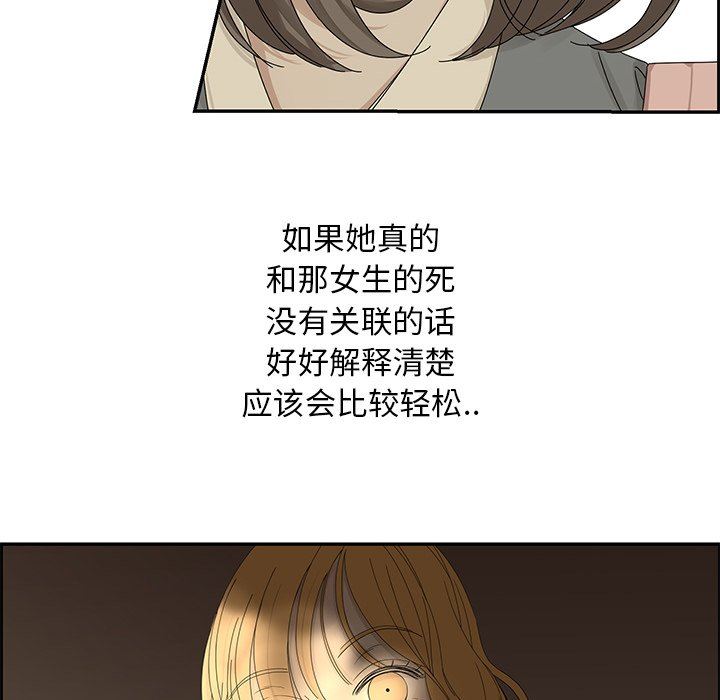 如果她真的
和那女生的死
没有关联的话
好好解释清楚
应该会比较轻松..